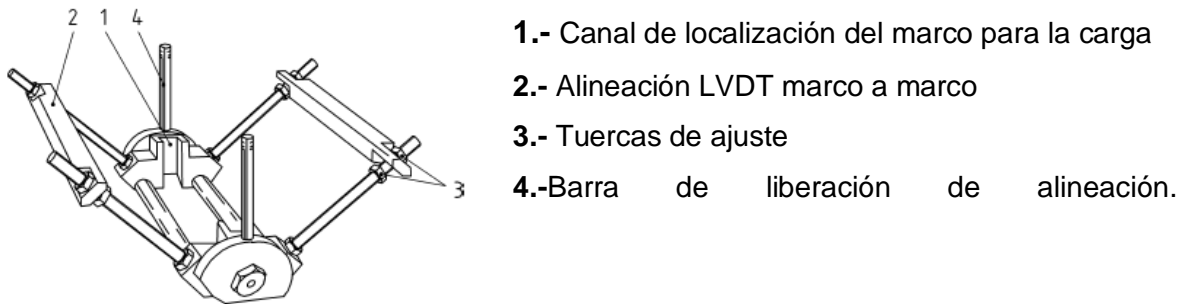 2 1 4
3
1.- Canal de localización del marco para la carga
2.- Alineación LVDT marco a marco
3.- Tuercas de ajuste
4.-Barra de liberación de alineación.